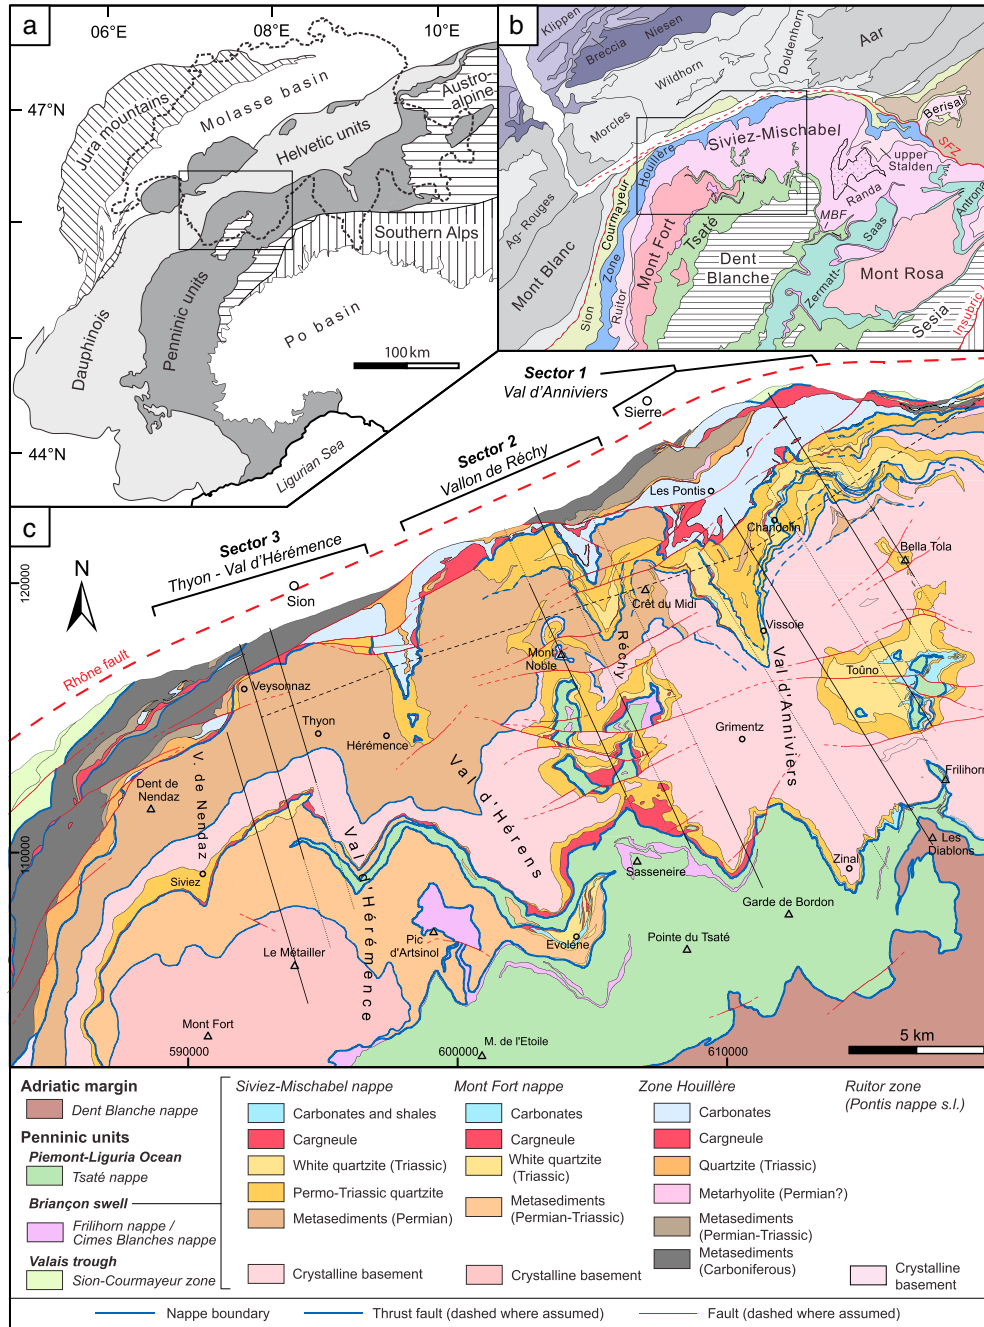 a
06°E
08°E
10°E
47°N
44°N
Jura mountains
Molasse basin
Helvetic units
Austro-
alpine
Southern Alps
Dauphinois
Penninic units
Po basin
100 km
Ligurian Sea
b
Klippen
Breccia
Niesen
Wildhorn
Doldenhorn
Aar
Morcles
Berisal
SFZ
Siviez-Mischabel
Houillère
Zone
upper
Stalden
Randa
MBF
Antrona
Saas
Zermatt-
Ag- Rouges
Mont Blanc
Courmayeur
Sion
Ruitor
Mont Fort
Tsaté
Dent
Blanche
Mont Rosa
Sesia
Insubric
c
Sector 1
Val d'Anniviers
Sierre
Sector 2
Vallon de Réchy
Sector 3
Thyon - Val d'Hérémence
Sion
N
Rhône fault
120000
110000
Les Pontis
Chandolin
Bella Tola
Crêt du Midi
Réchy
Mont
Noble
Vissoie
Val d'Anniviers
Toûno
Veysonnaz
Thyon
Hérémence
Grimentz
Dent de
Nendaz
V. de Nendaz
Val d'Hérens
Frilihorn
Les
Diablons
Siviez
Val d'Hérémence
Sasseneire
Zinal
Garde de Bordon
Pic
d'Artsinol
Evolène
Pointe du Tsaté
Le Métailler
Mont Fort
M. de l'Etoile
590000
600000
610000
5 km
Adriatic margin
Dent Blanche nappe
Penninic units
Piemont-Liguria Ocean
Tsaté nappe
Briançon swell
Frilihorn nappe /
Cimes Blanches nappe
Valais trough
Sion-Courmayeur zone
Siviez-Mischabel nappe
Carbonates and shales
Cargneule
White quartzite (Triassic)
Permo-Triassic quartzite
Metasediments (Permian)
Crystalline basement
Mont Fort nappe
Carbonates
Cargneule
White quartzite
(Triassic)
Metasediments
(Permian-Triassic)
Crystalline basement
Zone Houillère
Carbonates
Cargneule
Quartzite (Triassic)
Metarhyolite (Permian?)
Metasediments
(Permian-Triassic)
Metasediments
(Carboniferous)
Ruitor zone
(Pontis nappe s.l.)
Crystalline
basement
Nappe boundary
Thrust fault (dashed where assumed)
Fault (dashed where assumed)